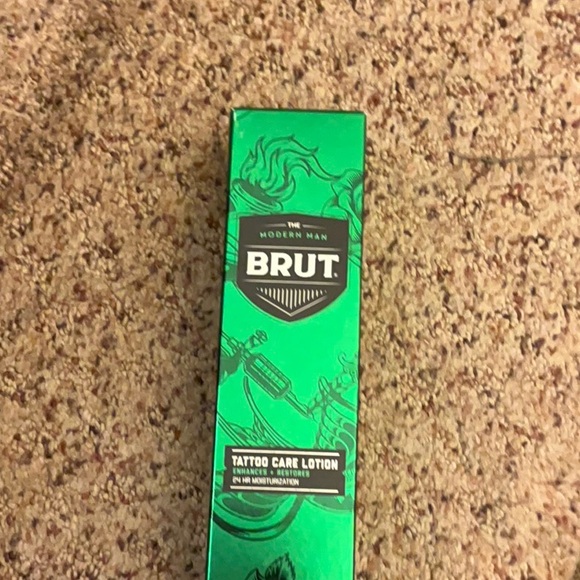 THE
MODERN MAN
BRUT
TATTOO CARE LOTION
ENHANCES + RESTORES
24 HR MOISTURIZATION